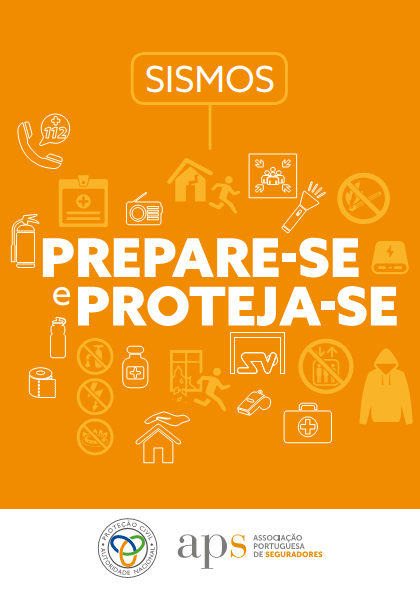 SISMOS
112
PREPARE-SE
e PROTEJA-SE
PROTEÇÃO CIVIL
AUTORIDADE NACIONAL
aps
ASSOCIAÇÃO
PORTUGUESA
DE SEGURADORES